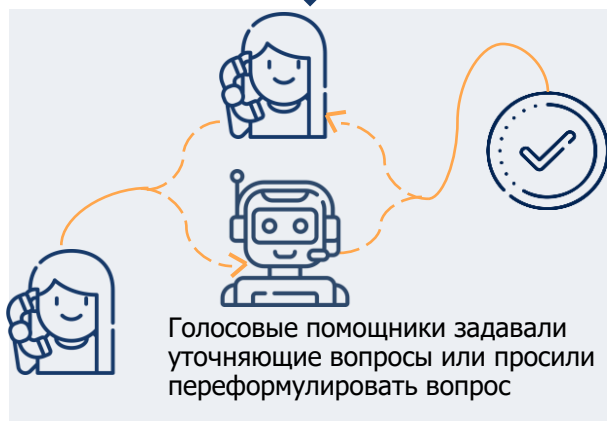 Голосовые помощники задавали
уточняющие вопросы или просили
переформулировать вопрос